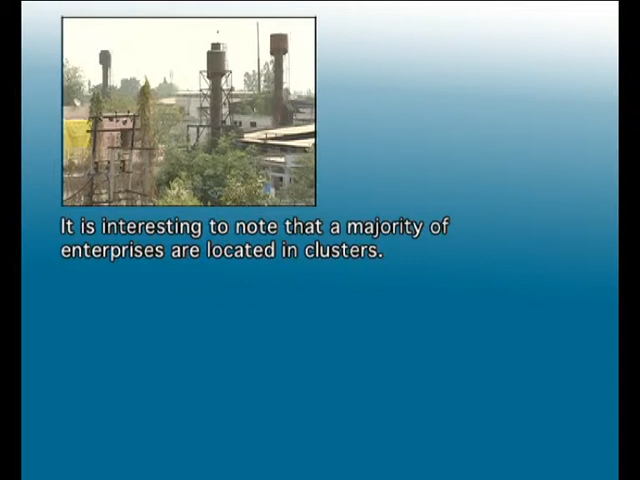 It is interesting to note that a majority of
enterprises are located in clusters.